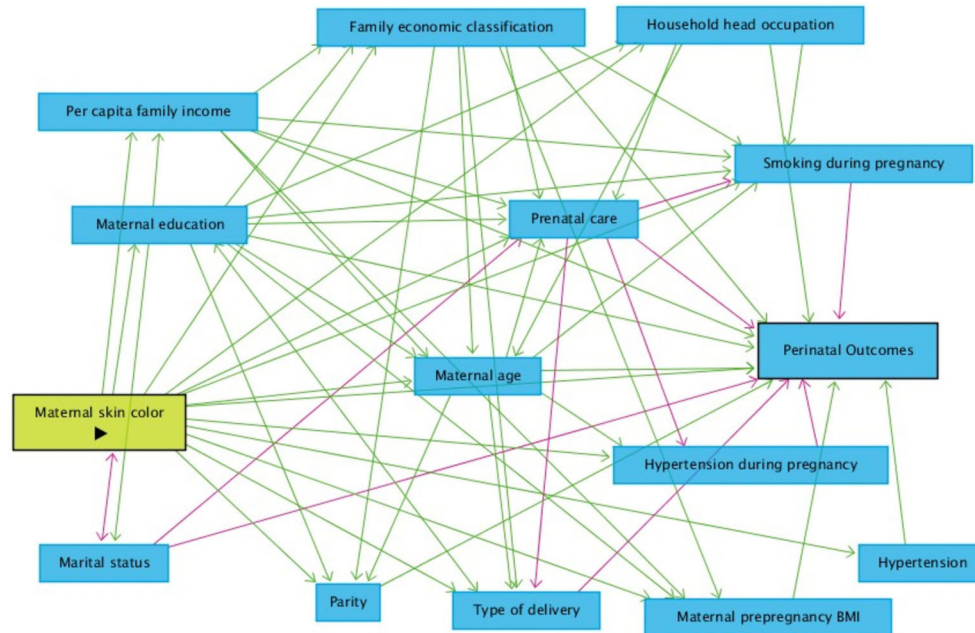 Family economic classification
Household head occupation
Per capita family income
Smoking during pregnancy
Maternal education
Prenatal care
Perinatal Outcomes
Maternal age
Maternal skin color
Hypertension during pregnancy
Marital status
Hypertension
Parity
Type of delivery
Maternal prepregnancy BMI